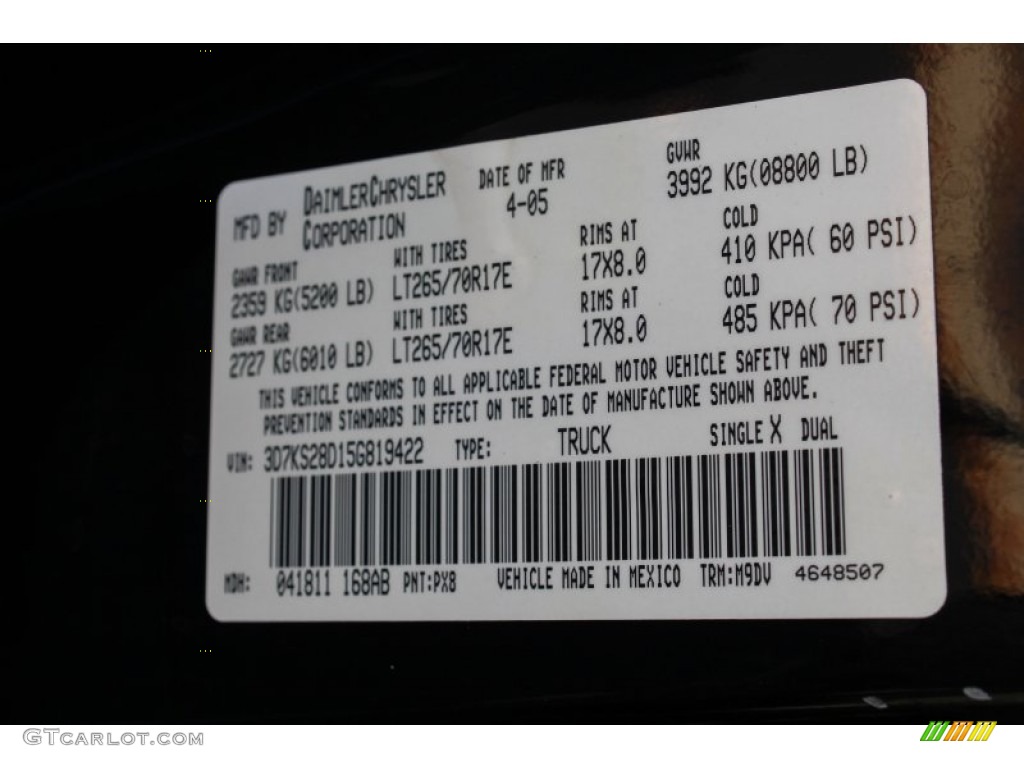 MFD BY DAIMLERCHRYSLER CORPORATION
DATE OF MFR
4-05
GVWR
3992 KG(08800 LB)
GAWR FRONT
2359 KG(5200 LB)
WITH TIRES
LT265/70R17E
RIMS AT
17X8.0
COLD
410 KPA( 60 PSI)
GAWR REAR
2727 KG(6010 LB)
WITH TIRES
LT265/70R17E
RIMS AT
17X8.0
COLD
485 KPA( 70 PSI)
THIS VEHICLE CONFORMS TO ALL APPLICABLE FEDERAL MOTOR VEHICLE SAFETY AND THEFT
PREVENTION STANDARDS IN EFFECT ON THE DATE OF MANUFACTURE SHOWN ABOVE.
VIN: 3D7KS28D15G819422 TYPE: TRUCK SINGLE X DUAL
MDH: 041811 168AB PNT:PX8 VEHICLE MADE IN MEXICO TRM:M9DV 4648507
GTCARLOT.COM